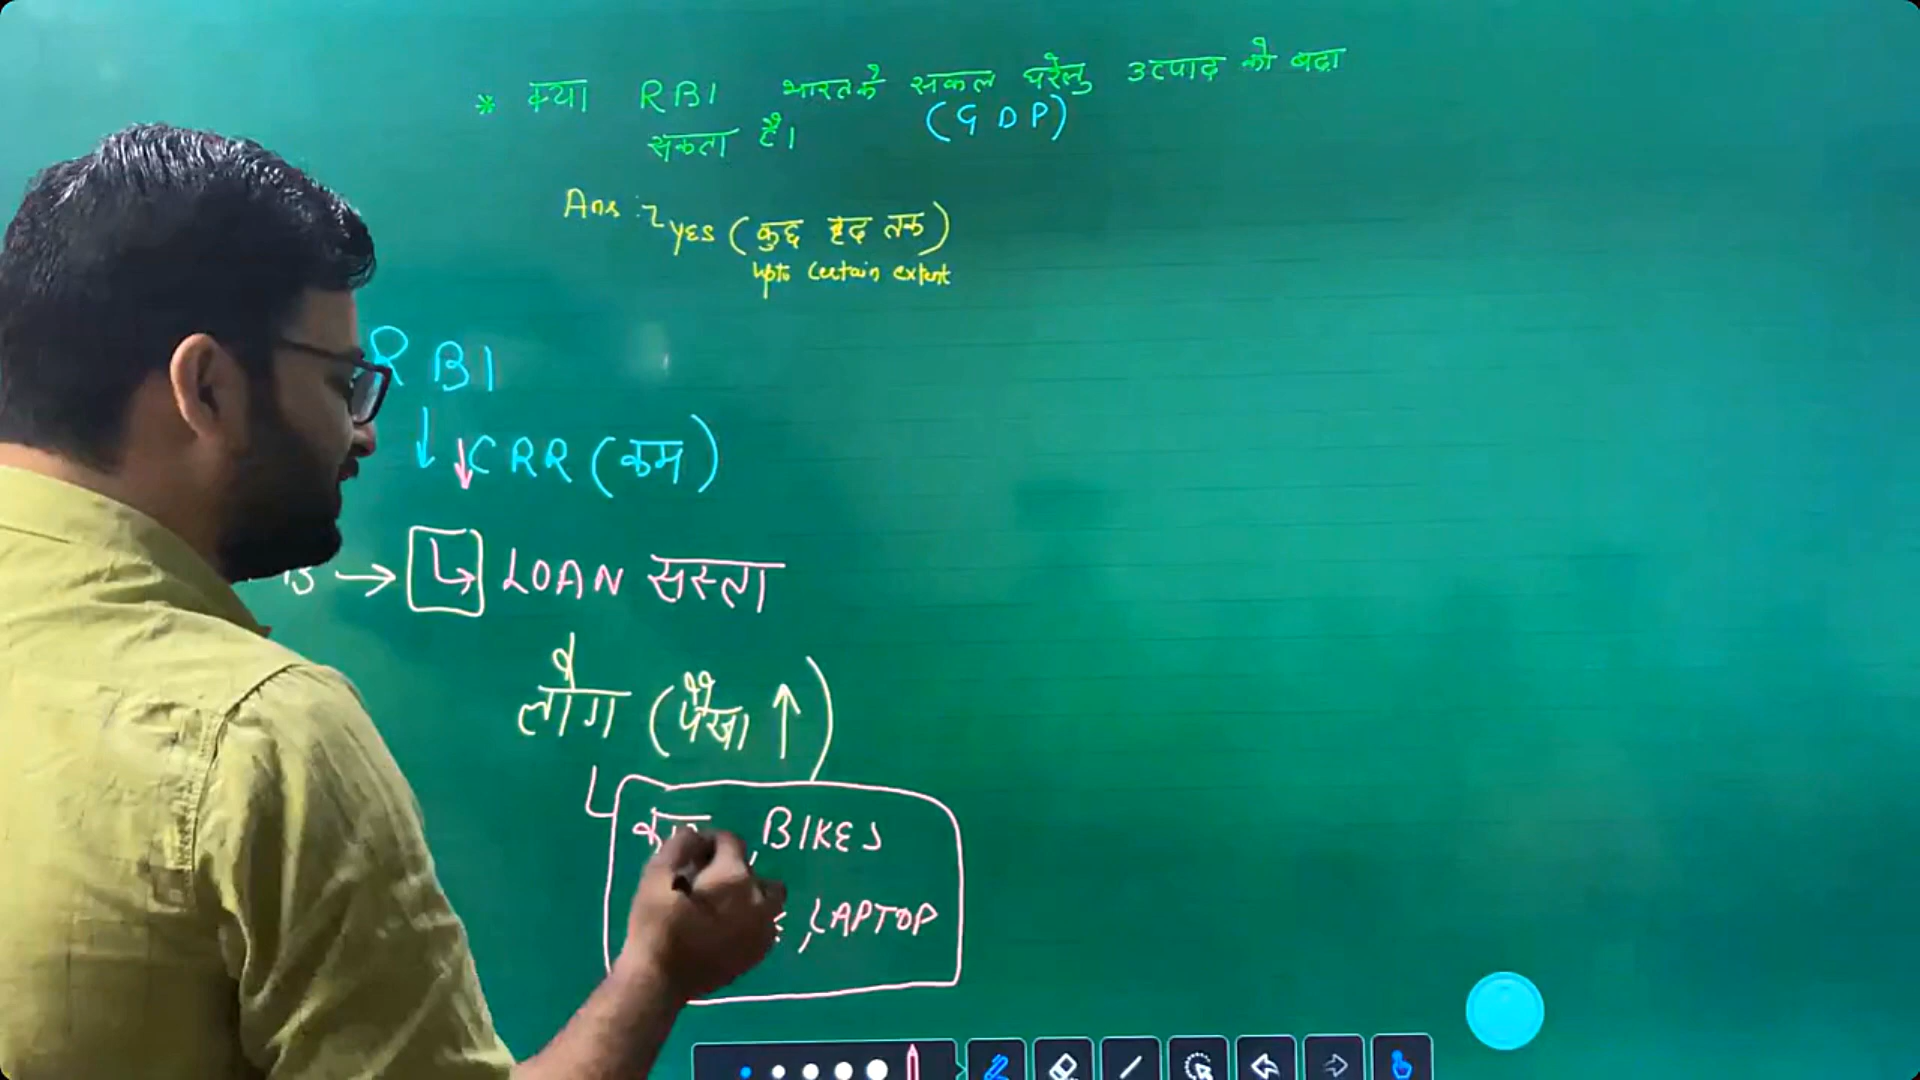 * क्या RBI भारत के सकल घरेलु उत्पाद को बढ़ा
(GDP)
सकता है।
Ans :- yES (कुछ हद तक)
upto certain extent
RBI
↓ ↓CRR (कम)
→ ↳ LOAN सस्ता
लोग (पैसा ↑)
, BIKES
, LAPTOP